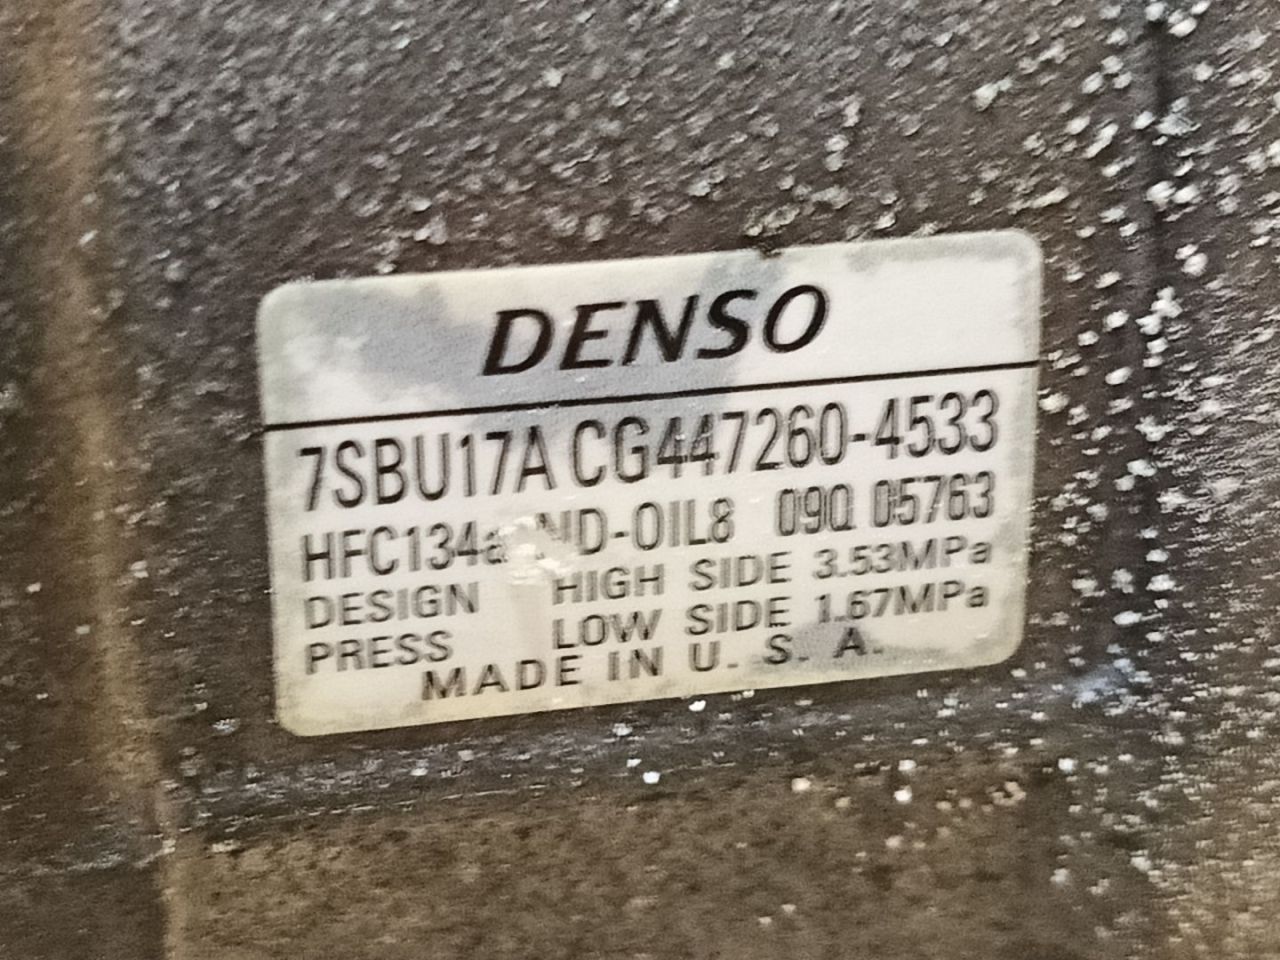 DENSO
7SBU17A CG447260-4533
HFC134a ND-OIL8 09Q 05763
DESIGN HIGH SIDE 3.53MPa
PRESS LOW SIDE 1.67MPa
MADE IN U. S. A.